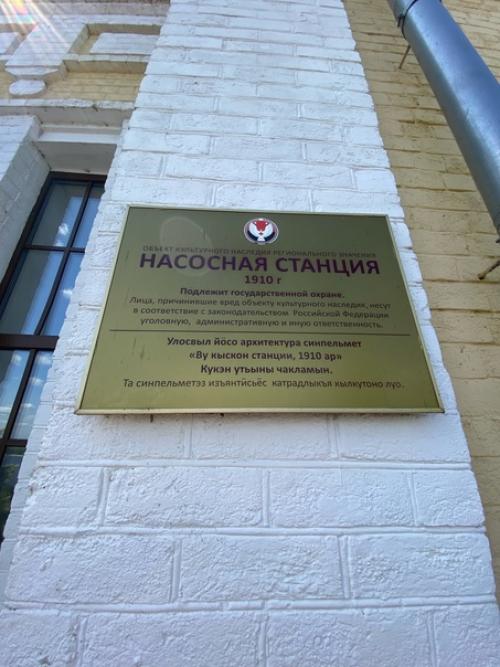 ОБЪЕКТ КУЛЬТУРНОГО НАСЛЕДИЯ РЕГИОНАЛЬНОГО ЗНАЧЕНИЯ
НАСОСНАЯ СТАНЦИЯ
1910 г
Подлежит государственной охране.
Лица, причинившие вред объекту культурного наследия, несут
в соответствие с законодательством Российской Федерации
уголовную, административную и иную ответственность.
Улосвыл йӧсо архитектура синпельмет
«Ву кыскон станции, 1910 ар»
Кукэн утьыны чакламын.
Та синпельметэз изъянтӥсьёс катрадлыкъя кылкутоно луо.